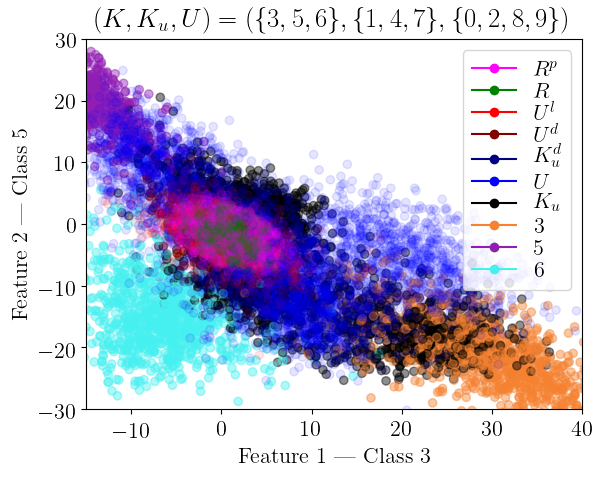 (K, K_u, U) = ({3, 5, 6}, {1, 4, 7}, {0, 2, 8, 9})
30
20
10
0
−10
−20
−30
Feature 2 — Class 5
R^p
R
U^l
U^d
K_u^d
U
K_u
3
5
6
−10
0
10
20
30
40
Feature 1 — Class 3